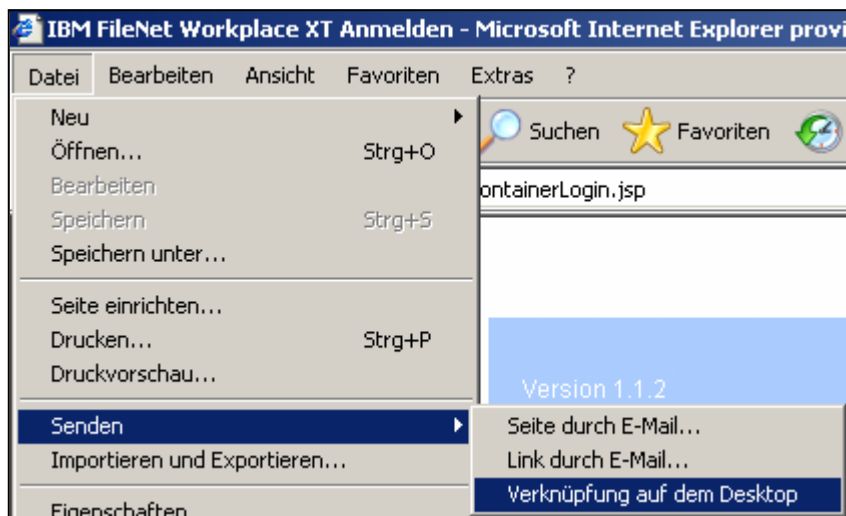 IBM FileNet Workplace XT Anmelden - Microsoft Internet Explorer provi
Datei Bearbeiten Ansicht Favoriten Extras ?
Suchen Favoriten
ontainerLogin.jsp
Neu
Öffnen... Strg+O
Bearbeiten
Speichern Strg+S
Speichern unter...
Seite einrichten...
Drucken... Strg+P
Druckvorschau...
Senden
Importieren und Exportieren...
Eigenschaften
Version 1.1.2
Seite durch E-Mail...
Link durch E-Mail...
Verknüpfung auf dem Desktop